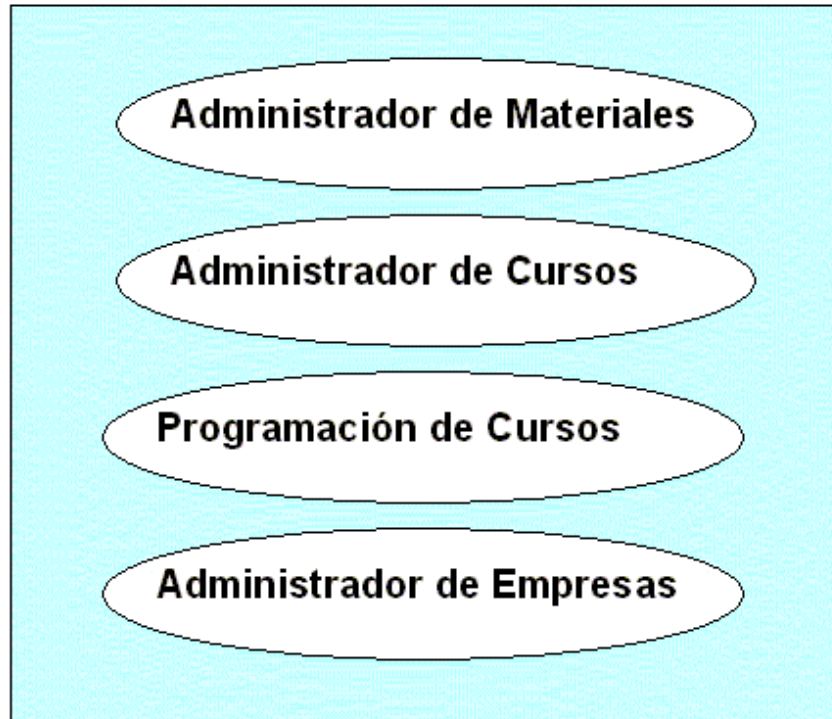 Administrador de Materiales
Administrador de Cursos
Programación de Cursos
Administrador de Empresas